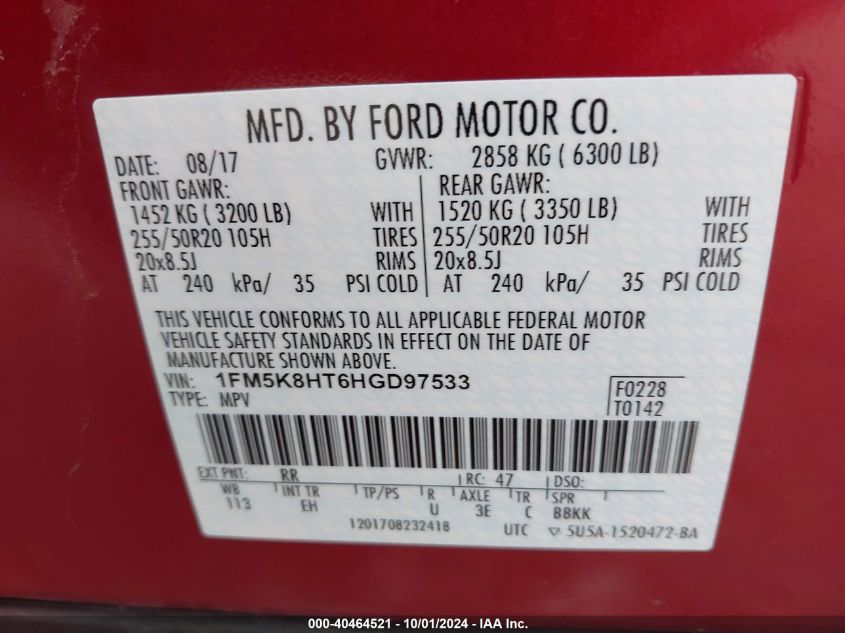 MFD. BY FORD MOTOR CO.
DATE: 08/17 GVWR: 2858 KG ( 6300 LB)
FRONT GAWR: REAR GAWR:
1452 KG ( 3200 LB) WITH 1520 KG ( 3350 LB) WITH
255/50R20 105H TIRES 255/50R20 105H TIRES
20x8.5J RIMS 20x8.5J RIMS
AT 240 kPa/ 35 PSI COLD AT 240 kPa/ 35 PSI COLD
THIS VEHICLE CONFORMS TO ALL APPLICABLE FEDERAL MOTOR
VEHICLE SAFETY STANDARDS IN EFFECT ON THE DATE OF
MANUFACTURE SHOWN ABOVE.
VIN: 1FM5K8HT6HGD97533 F0228
TYPE: MPV T0142
EXT PNT: RR RC: 47 DSO:
WB INT TR TP/PS R AXLE TR SPR
113 EH U 3E C BBKK
1201708232418 UTC ▽ 5U5A-1520472-BA
000-40464521 - 10/01/2024 - IAA Inc.